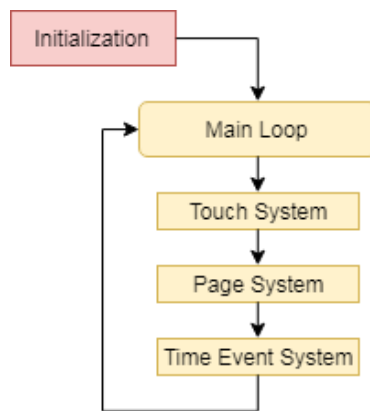 Initialization
Main Loop
Touch System
Page System
Time Event System